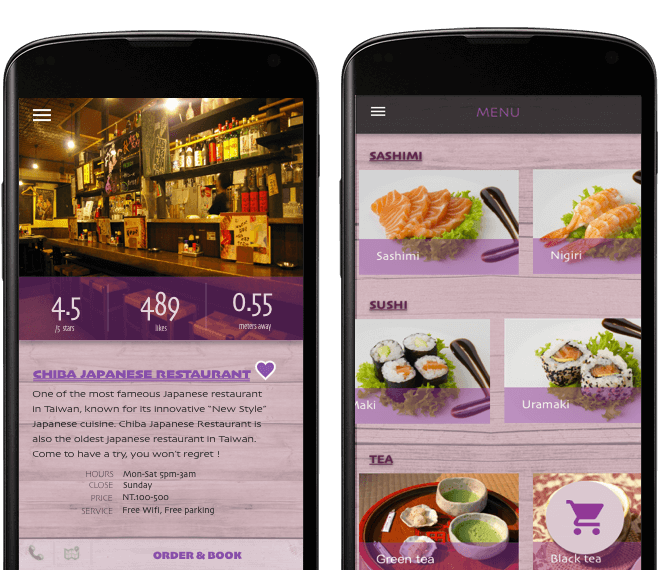 4.5
/5 stars
489
likes
0.55
meters away
CHIBA JAPANESE RESTAURANT
One of the most fameous Japanese restaurant
in Taiwan, known for its innovative "New Style"
Japanese cuisine. Chiba Japanese Restaurant is
also the oldest japanese restaurant in Taiwan.
Come to have a try, you won't regret !
HOURS Mon-Sat 5pm-3am
CLOSE Sunday
PRICE NT.100-500
SERVICE Free Wifi, Free parking
ORDER & BOOK
MENU
SASHIMI
Sashimi
Nigiri
SUSHI
Maki
Uramaki
TEA
Green tea
Black tea